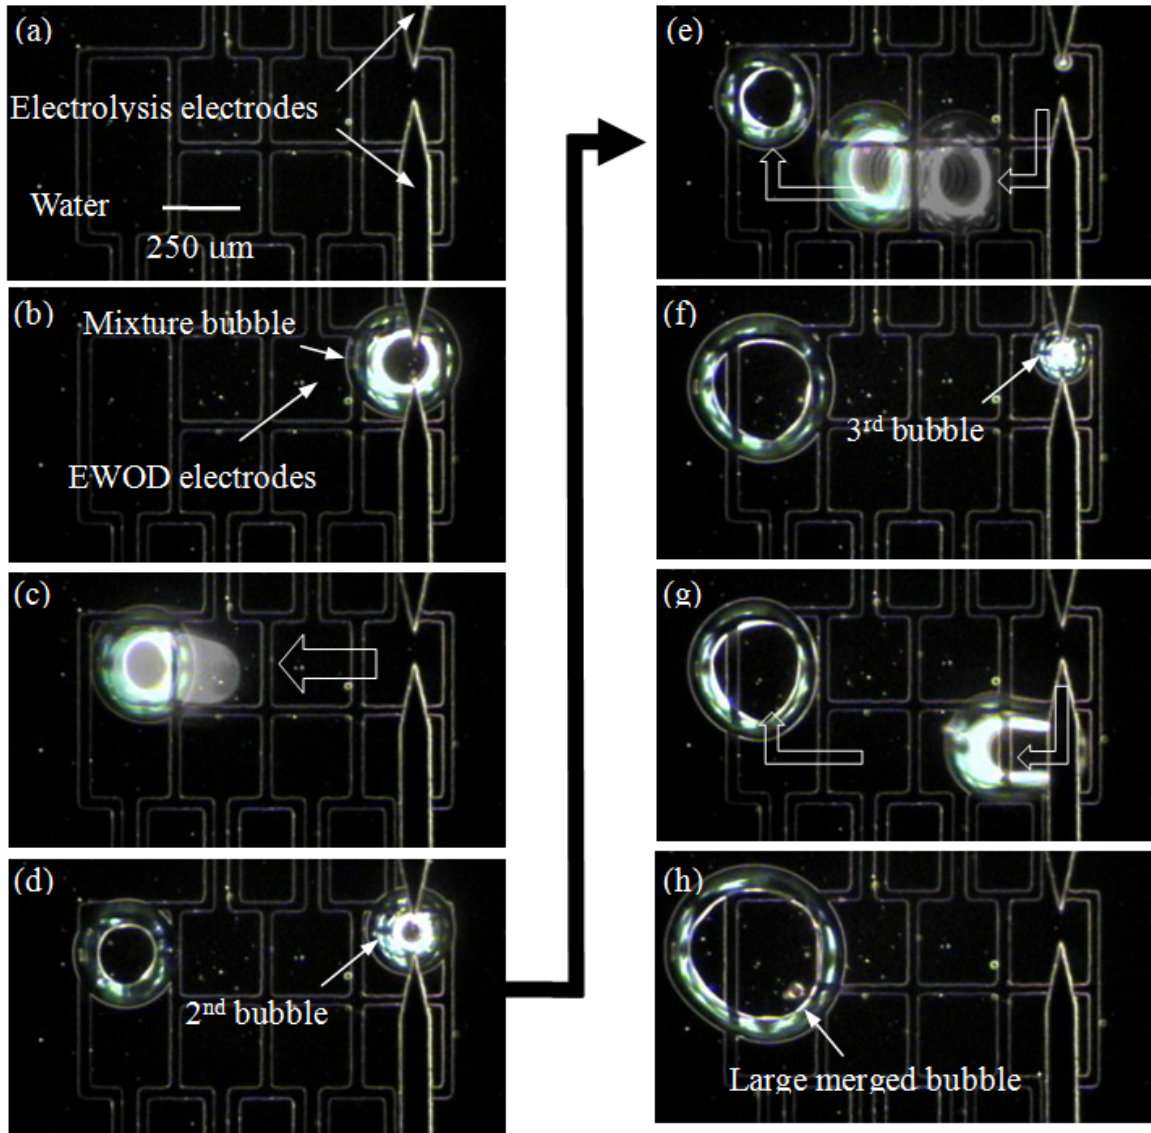 (a)
Electrolysis electrodes
Water
250 um
(b)
Mixture bubble
EWOD electrodes
(c)
(d)
2nd bubble
(e)
(f)
3rd bubble
(g)
(h)
Large merged bubble